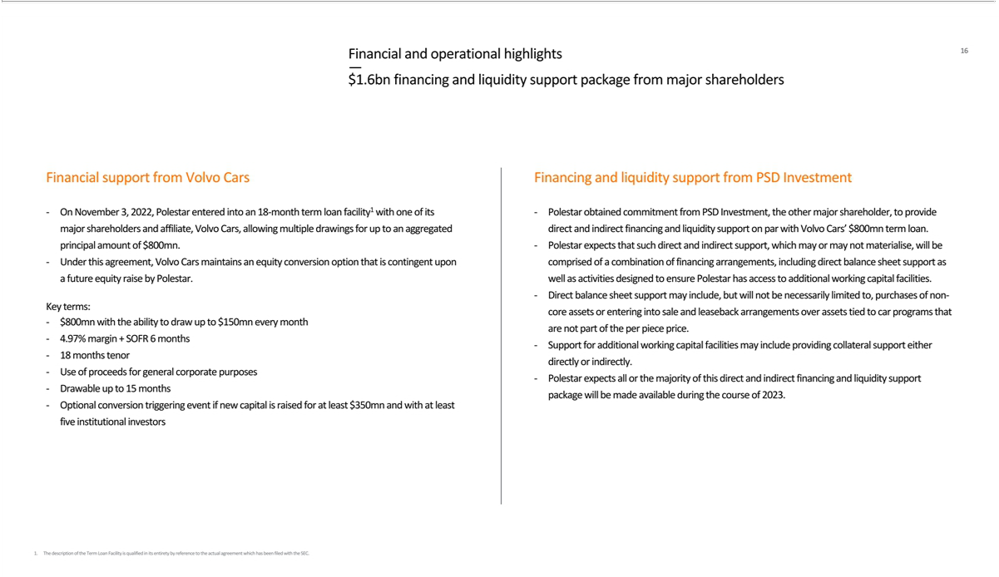 Financial and operational highlights
16
—
$1.6bn financing and liquidity support package from major shareholders
Financial support from Volvo Cars
- On November 3, 2022, Polestar entered into an 18-month term loan facility¹ with one of its
major shareholders and affiliate, Volvo Cars, allowing multiple drawings for up to an aggregated
principal amount of $800mn.
- Under this agreement, Volvo Cars maintains an equity conversion option that is contingent upon
a future equity raise by Polestar.
Key terms:
- $800mn with the ability to draw up to $150mn every month
- 4.97% margin + SOFR 6 months
- 18 months tenor
- Use of proceeds for general corporate purposes
- Drawable up to 15 months
- Optional conversion triggering event if new capital is raised for at least $350mn and with at least
five institutional investors
Financing and liquidity support from PSD Investment
- Polestar obtained commitment from PSD Investment, the other major shareholder, to provide
direct and indirect financing and liquidity support on par with Volvo Cars’ $800mn term loan.
- Polestar expects that such direct and indirect support, which may or may not materialise, will be
comprised of a combination of financing arrangements, including direct balance sheet support as
well as activities designed to ensure Polestar has access to additional working capital facilities.
- Direct balance sheet support may include, but will not be necessarily limited to, purchases of non-
core assets or entering into sale and leaseback arrangements over assets tied to car programs that
are not part of the per piece price.
- Support for additional working capital facilities may include providing collateral support either
directly or indirectly.
- Polestar expects all or the majority of this direct and indirect financing and liquidity support
package will be made available during the course of 2023.
1. The description of the Term Loan Facility is qualified in its entirety by reference to the actual agreement which has been filed with the SEC.